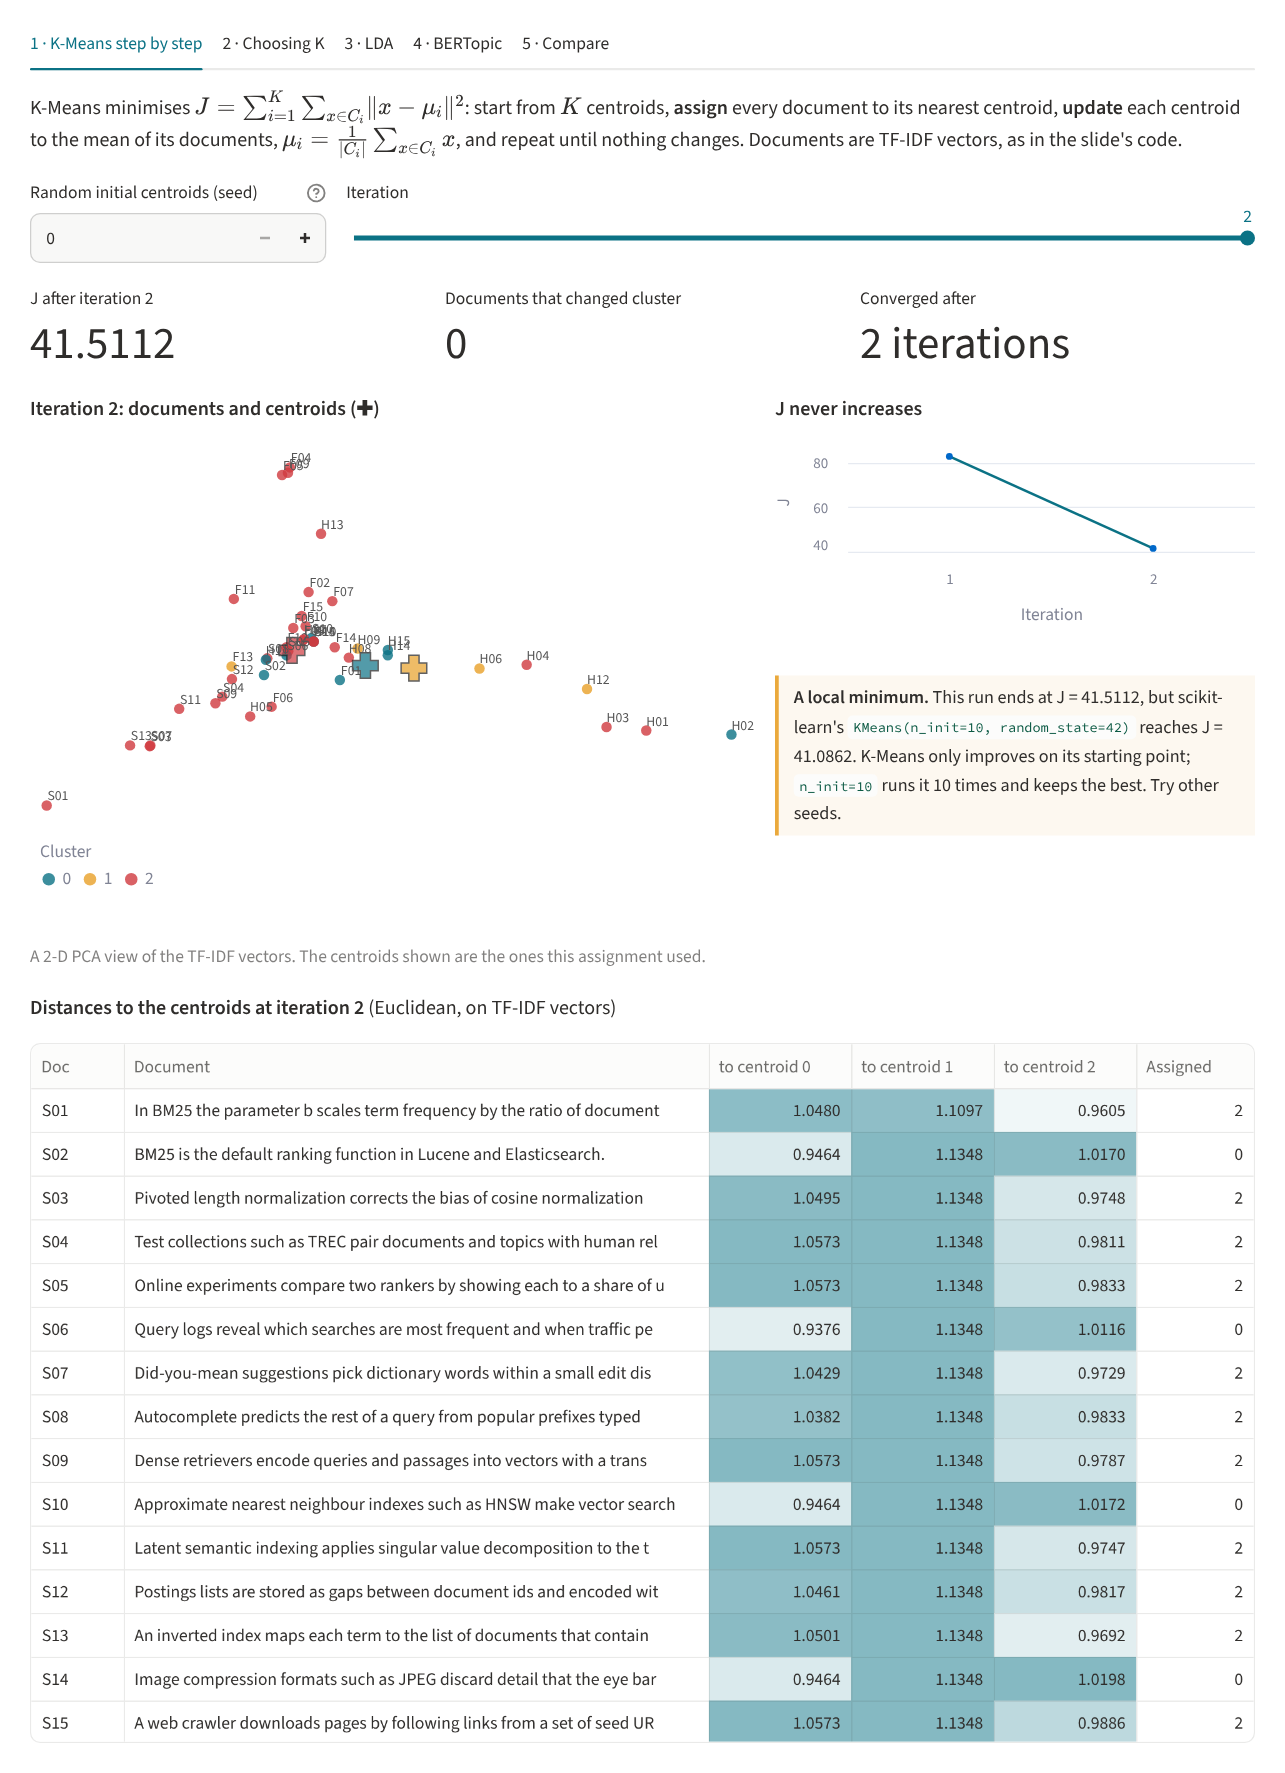 1 · K-Means step by step   2 · Choosing K   3 · LDA   4 · BERTopic   5 · Compare
K-Means minimises J = ∑_{i=1}^{K} ∑_{x∈C_i} ‖x − μ_i‖²: start from K centroids, assign every document to its nearest centroid, update each centroid
to the mean of its documents, μ_i = 1/|C_i| ∑_{x∈C_i} x, and repeat until nothing changes. Documents are TF-IDF vectors, as in the slide's code.
Random initial centroids (seed)   Iteration
2
0
J after iteration 2   Documents that changed cluster   Converged after
41.5112   0   2 iterations
Iteration 2: documents and centroids (✚)
F04
H13
F11
F02
F07
F15
F10
F14
H09
H15
H14
H08
F13
S12
S02
F01
H06
H04
H12
S04
S09
S11
H05
F06
H03
H01
H02
S13
S01
Cluster
0   1   2
J never increases
80
60
40
J
1   2
Iteration
A local minimum. This run ends at J = 41.5112, but scikit-
learn's KMeans(n_init=10, random_state=42) reaches J =
41.0862. K-Means only improves on its starting point;
n_init=10 runs it 10 times and keeps the best. Try other
seeds.
A 2-D PCA view of the TF-IDF vectors. The centroids shown are the ones this assignment used.
Distances to the centroids at iteration 2 (Euclidean, on TF-IDF vectors)
Doc   Document   to centroid 0   to centroid 1   to centroid 2   Assigned
S01   In BM25 the parameter b scales term frequency by the ratio of document   1.0480   1.1097   0.9605   2
S02   BM25 is the default ranking function in Lucene and Elasticsearch.   0.9464   1.1348   1.0170   0
S03   Pivoted length normalization corrects the bias of cosine normalization   1.0495   1.1348   0.9748   2
S04   Test collections such as TREC pair documents and topics with human rel   1.0573   1.1348   0.9811   2
S05   Online experiments compare two rankers by showing each to a share of u   1.0573   1.1348   0.9833   2
S06   Query logs reveal which searches are most frequent and when traffic pe   0.9376   1.1348   1.0116   0
S07   Did-you-mean suggestions pick dictionary words within a small edit dis   1.0429   1.1348   0.9729   2
S08   Autocomplete predicts the rest of a query from popular prefixes typed   1.0382   1.1348   0.9833   2
S09   Dense retrievers encode queries and passages into vectors with a trans   1.0573   1.1348   0.9787   2
S10   Approximate nearest neighbour indexes such as HNSW make vector search   0.9464   1.1348   1.0172   0
S11   Latent semantic indexing applies singular value decomposition to the t   1.0573   1.1348   0.9747   2
S12   Postings lists are stored as gaps between document ids and encoded wit   1.0461   1.1348   0.9817   2
S13   An inverted index maps each term to the list of documents that contain   1.0501   1.1348   0.9692   2
S14   Image compression formats such as JPEG discard detail that the eye bar   0.9464   1.1348   1.0198   0
S15   A web crawler downloads pages by following links from a set of seed UR   1.0573   1.1348   0.9886   2